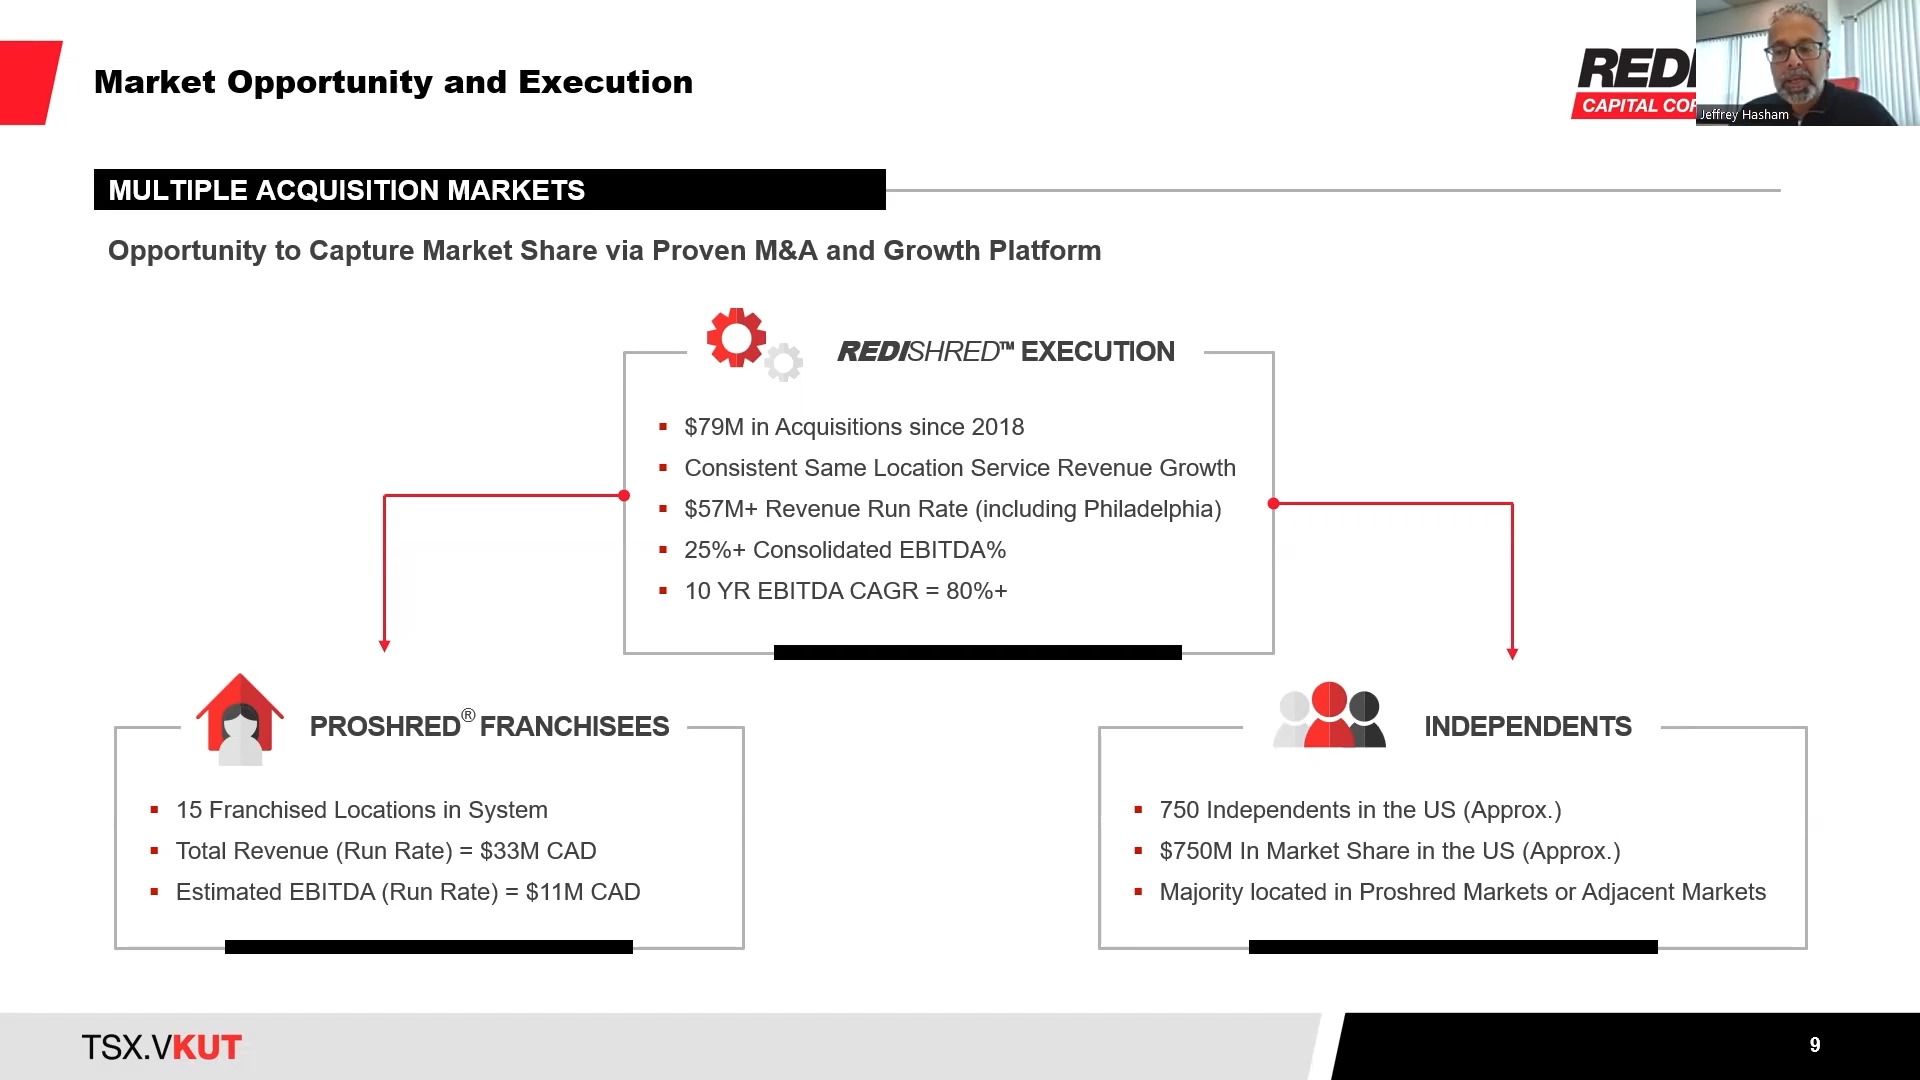 Market Opportunity and Execution
REDI
CAPITAL COR
Jeffrey Hasham
MULTIPLE ACQUISITION MARKETS
Opportunity to Capture Market Share via Proven M&A and Growth Platform
REDISHRED™ EXECUTION
▪ $79M in Acquisitions since 2018
▪ Consistent Same Location Service Revenue Growth
▪ $57M+ Revenue Run Rate (including Philadelphia)
▪ 25%+ Consolidated EBITDA%
▪ 10 YR EBITDA CAGR = 80%+
PROSHRED® FRANCHISEES
▪ 15 Franchised Locations in System
▪ Total Revenue (Run Rate) = $33M CAD
▪ Estimated EBITDA (Run Rate) = $11M CAD
INDEPENDENTS
▪ 750 Independents in the US (Approx.)
▪ $750M In Market Share in the US (Approx.)
▪ Majority located in Proshred Markets or Adjacent Markets
TSX.VKUT
9